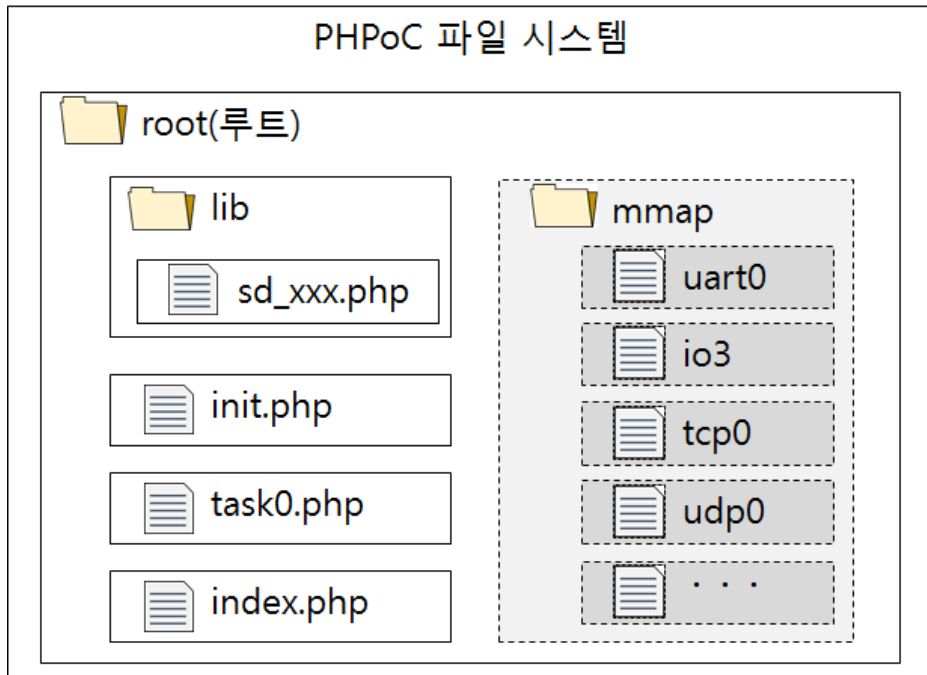 PHPoC 파일 시스템
root(루트)
lib
sd_xxx.php
init.php
task0.php
index.php
mmap
uart0
io3
tcp0
udp0
· · ·